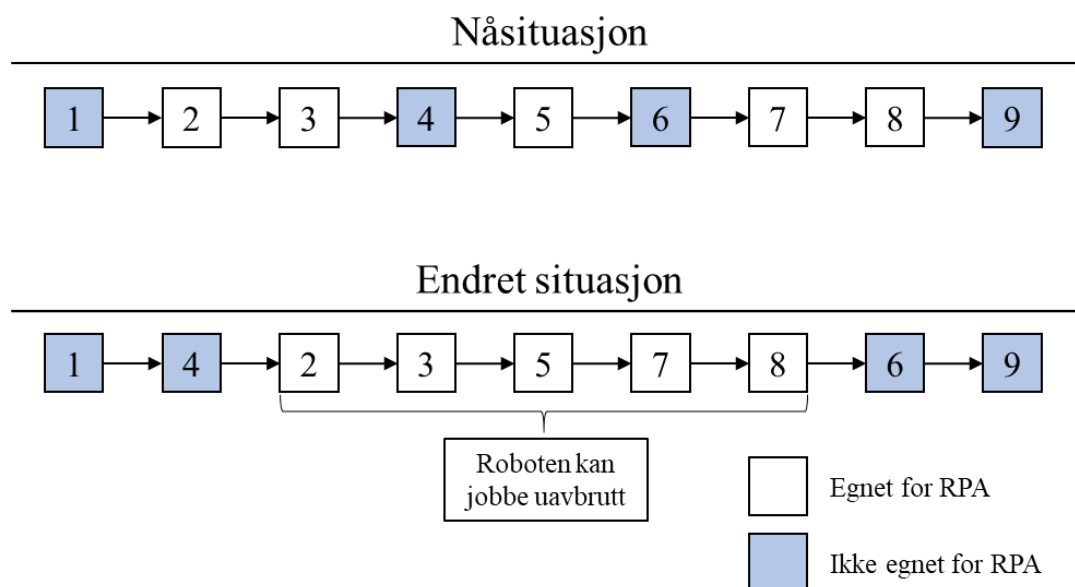 Nåsituasjon
1 2 3 4 5 6 7 8 9
Endret situasjon
1 4 2 3 5 7 8 6 9
Roboten kan
jobbe uavbrutt
Egnet for RPA
Ikke egnet for RPA